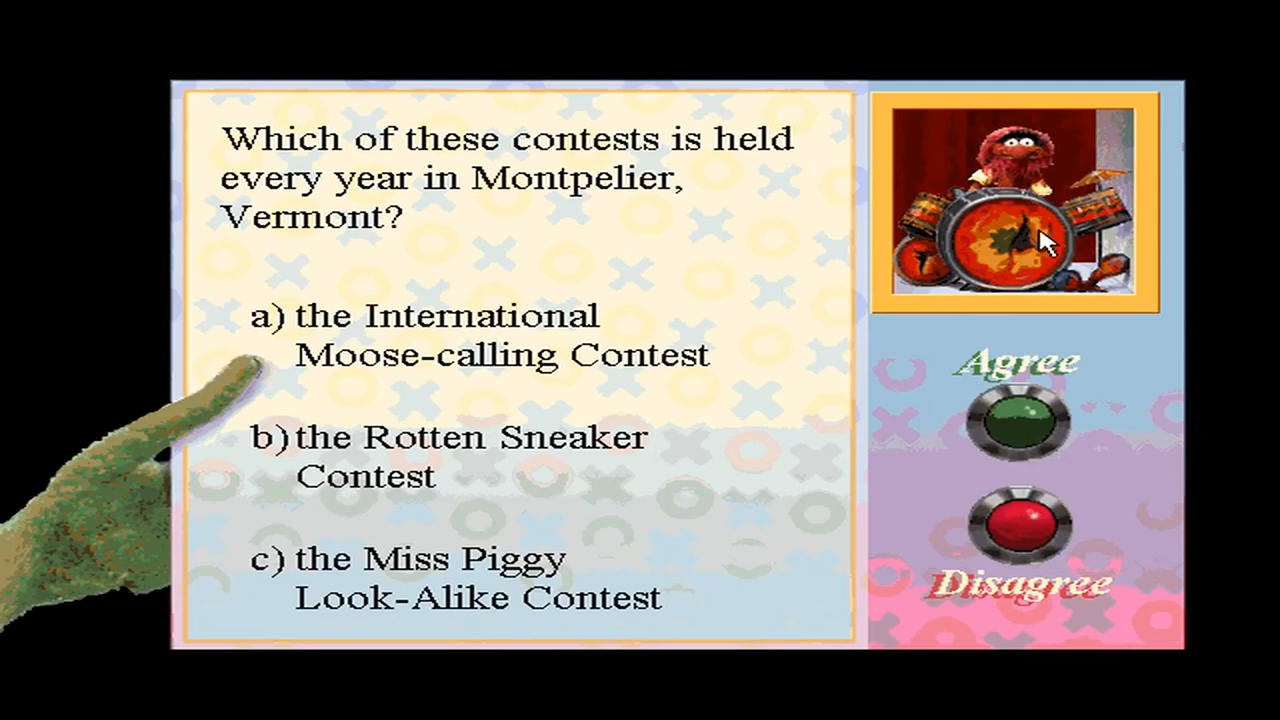 Which of these contests is held
every year in Montpelier,
Vermont?
a) the International
Moose-calling Contest
b) the Rotten Sneaker
Contest
c) the Miss Piggy
Look-Alike Contest
Agree
Disagree